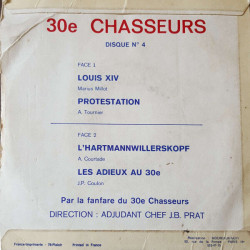 30e CHASSEURS
DISQUE N° 4
FACE 1
LOUIS XIV
Marius Millot
PROTESTATION
A. Tournier
FACE 2
L'HARTMANNWILLERSKOPF
A. Courtade
LES ADIEUX AU 30e
J.P. Coulon
Par la fanfare du 30e Chasseurs
DIRECTION : ADJUDANT CHEF J.B. PRAT
Printed in France